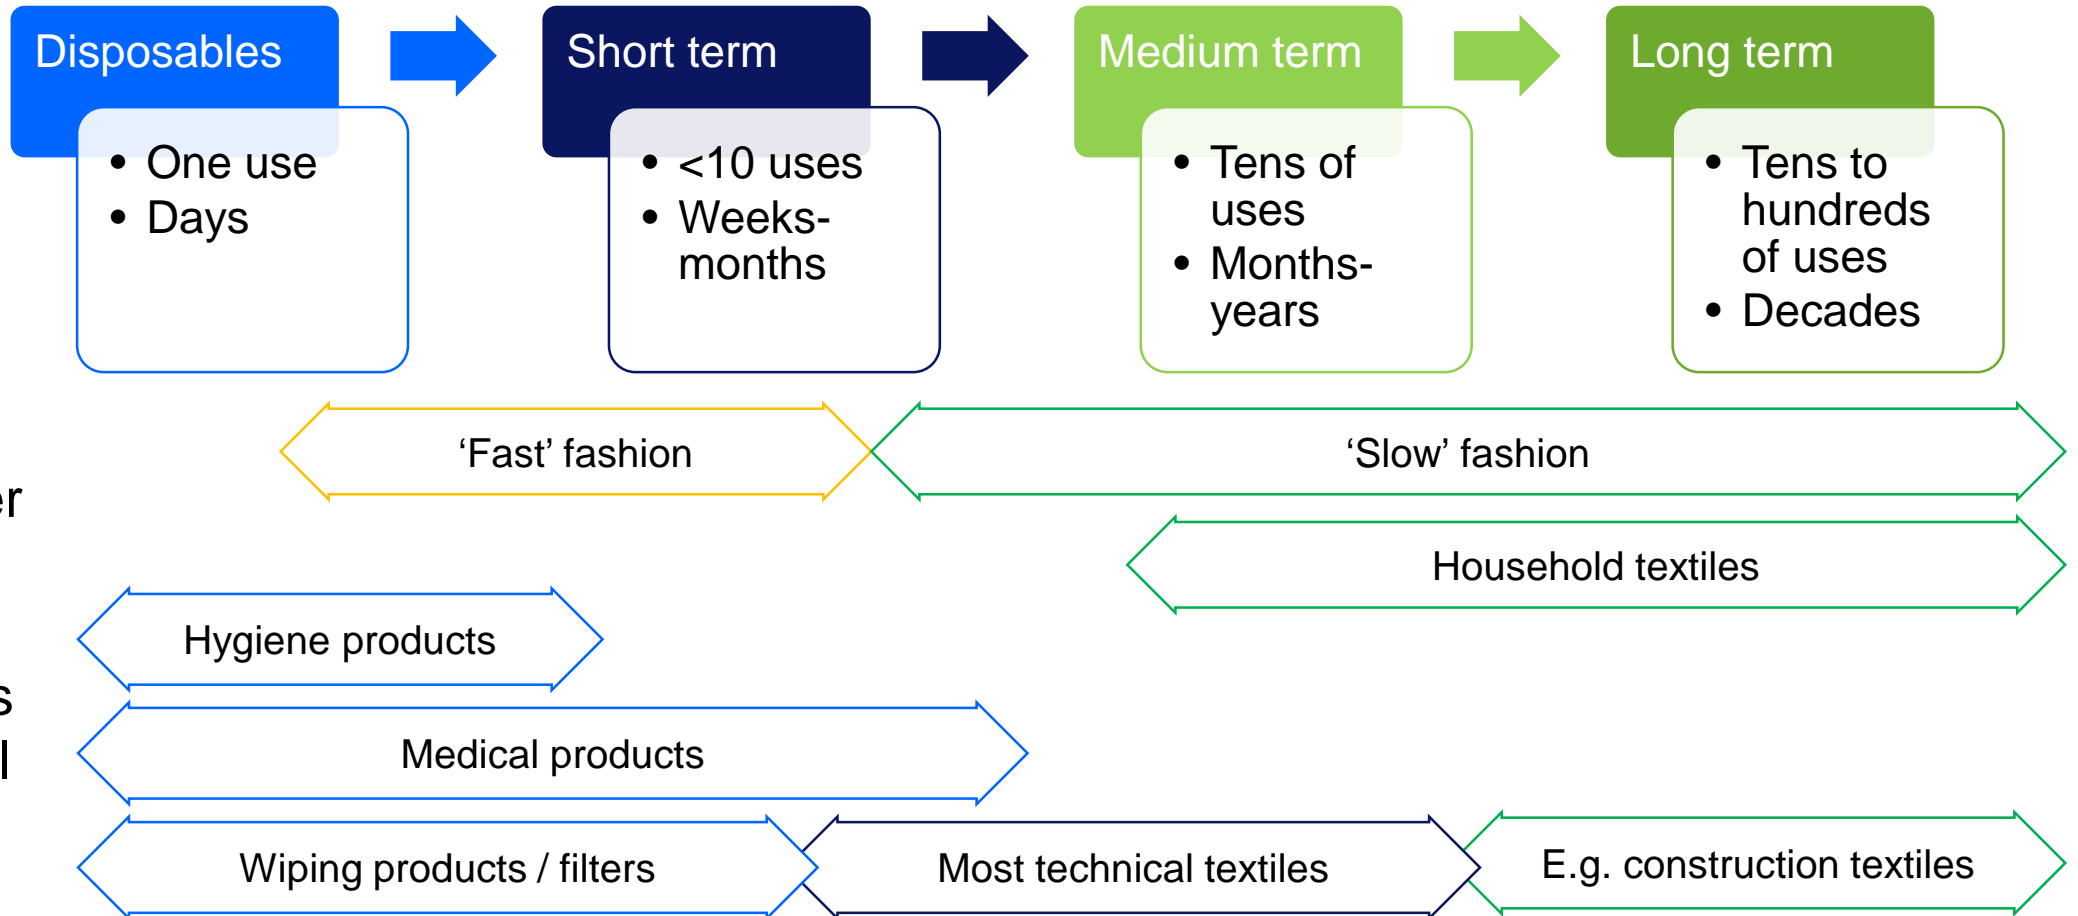 Disposables
Short term
Medium term
Long term
• One use
• Days
• <10 uses
• Weeks-
months
• Tens of
uses
• Months-
years
• Tens to
hundreds
of uses
• Decades
‘Fast’ fashion
‘Slow’ fashion
er
Household textiles
Hygiene products
s
Medical products
l
Wiping products / filters
Most technical textiles
E.g. construction textiles